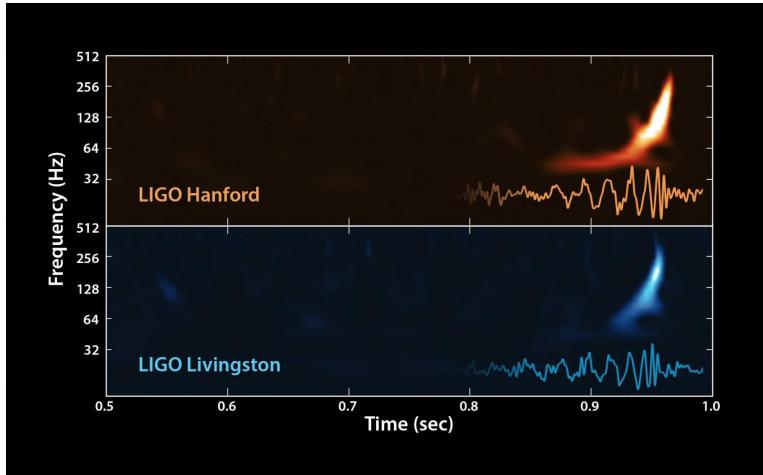 512
256
128
64
32
LIGO Hanford
Frequency (Hz)
512
256
128
64
32
LIGO Livingston
0.5 0.6 0.7 0.8 0.9 1.0
Time (sec)